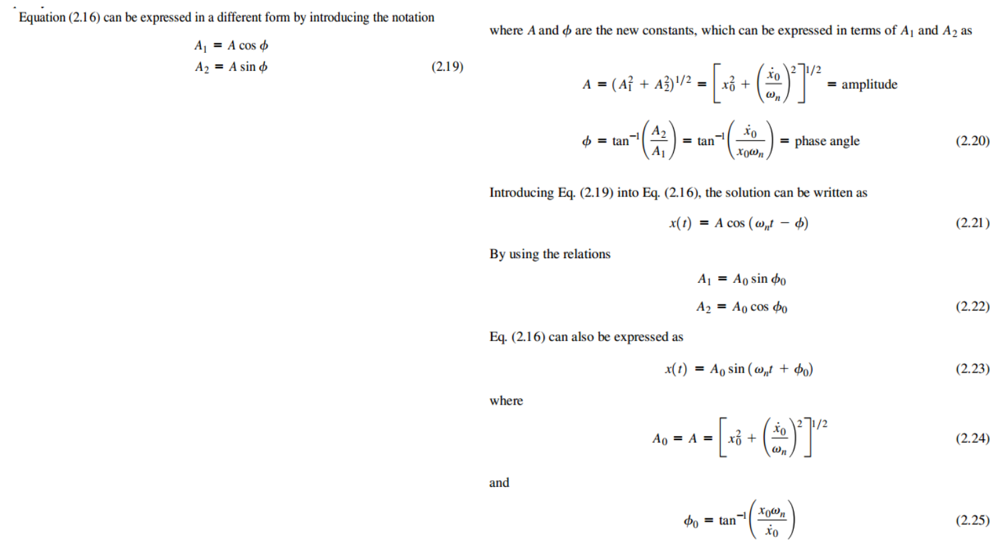 Equation (2.16) can be expressed in a different form by introducing the notation
A₁ = A cos ϕ
A₂ = A sin ϕ (2.19)
where A and ϕ are the new constants, which can be expressed in terms of A₁ and A₂ as
A = (A₁² + A₂²)^1/2 = [x₀² + (ẋ₀/ωₙ)²]^1/2 = amplitude
ϕ = tan⁻¹(A₂/A₁) = tan⁻¹(ẋ₀/x₀ωₙ) = phase angle (2.20)
Introducing Eq. (2.19) into Eq. (2.16), the solution can be written as
x(t) = A cos (ωₙt − ϕ) (2.21)
By using the relations
A₁ = A₀ sin ϕ₀
A₂ = A₀ cos ϕ₀ (2.22)
Eq. (2.16) can also be expressed as
x(t) = A₀ sin (ωₙt + ϕ₀) (2.23)
where
A₀ = A = [x₀² + (ẋ₀/ωₙ)²]^1/2 (2.24)
and
ϕ₀ = tan⁻¹(x₀ωₙ/ẋ₀) (2.25)